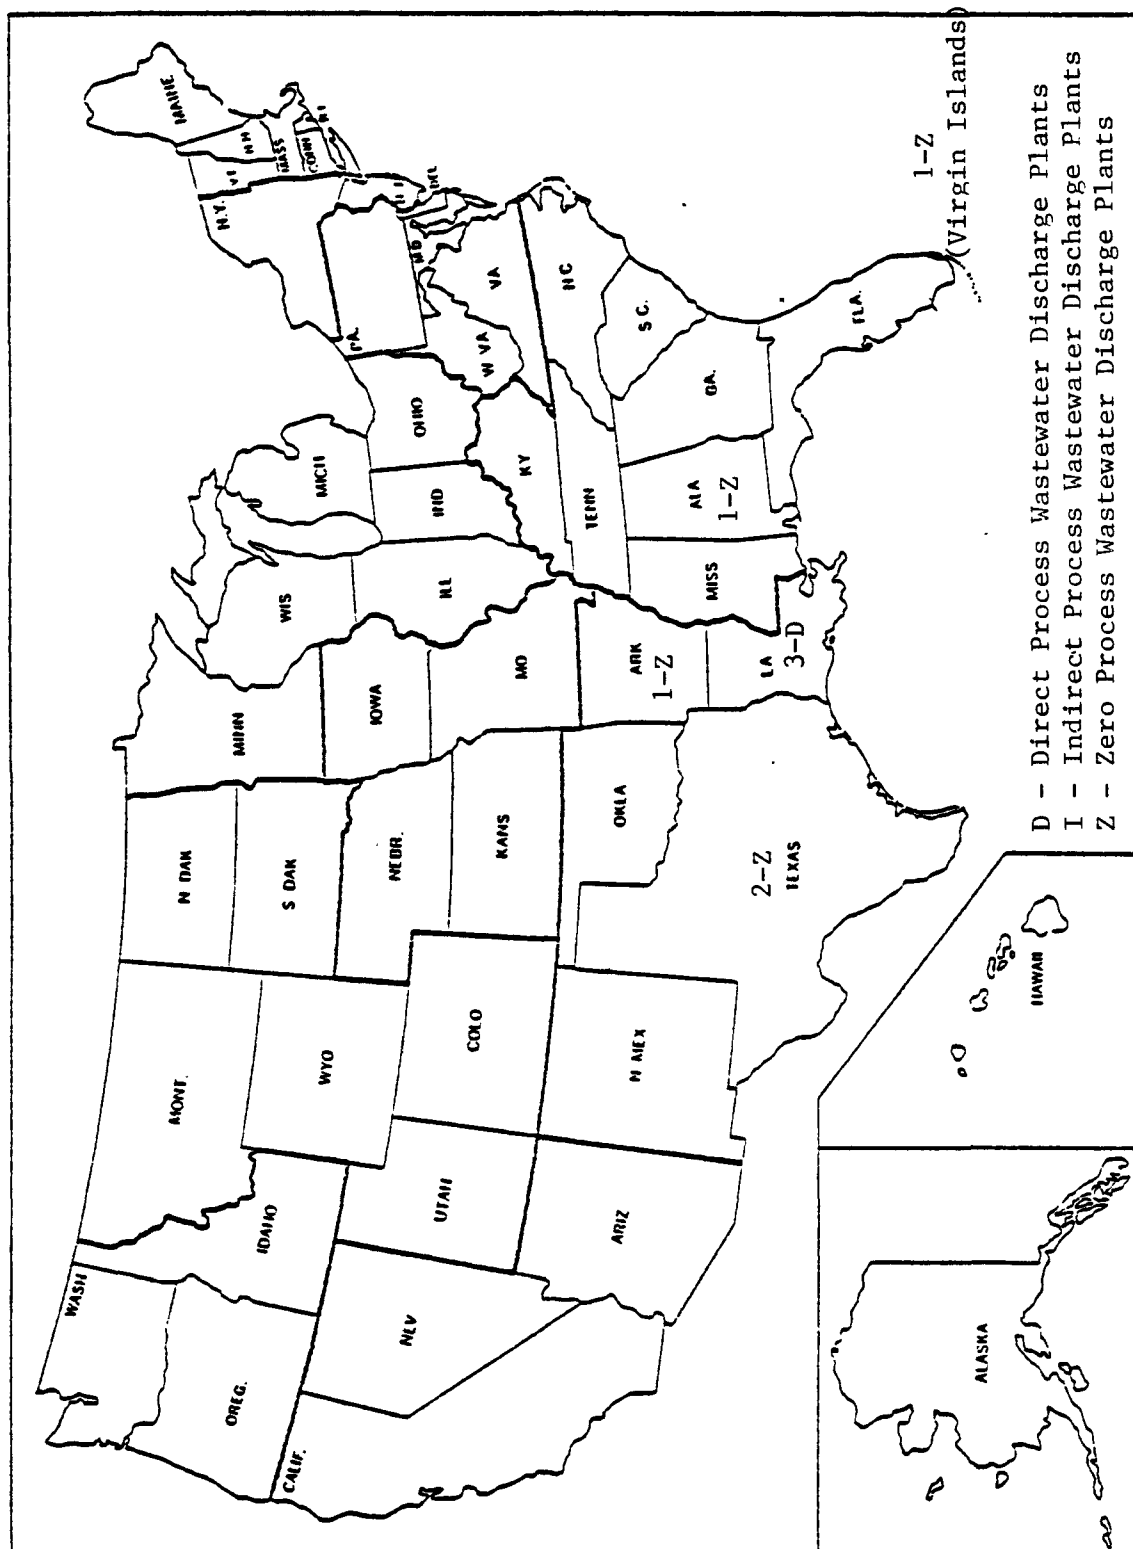 WASH
OREG.
CALIF.
NEV
IDAHO
MONT.
WYO
UTAH
ARIZ
COLO
N MEX
N DAK
S DAK
NEBR.
KANS
OKLA
2-Z
TEXAS
MINN
IOWA
MO
ARK
1-Z
LA
3-D
WIS
ILL
MICH
IND
OHIO
KY
TENN
MISS
ALA
1-Z
GA.
FLA.
S C.
N C
VA
W VA
PA.
N.Y.
VT
N H
MAINE.
MASS
CONN
R I
N J
DEL
MD
ALASKA
HAWAII
1-Z
(Virgin Islands)
D - Direct Process Wastewater Discharge Plants
I - Indirect Process Wastewater Discharge Plants
Z - Zero Process Wastewater Discharge Plants